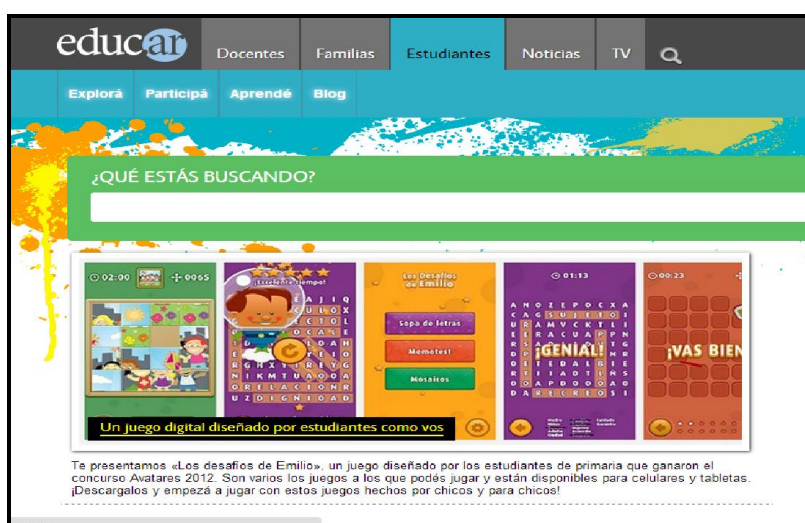 educar
Docentes Familias Estudiantes Noticias TV
Explorá Participá Aprendé Blog
¿QUÉ ESTÁS BUSCANDO?
02:00 0065
¡Excelente tiempo!
Los Desafíos de Emilio
Sopa de letras
Memotest
Mosaicos
01:13
¡GENIAL!
00:23
¡VAS BIEN
Un juego digital diseñado por estudiantes como vos
Te presentamos «Los desafíos de Emilio», un juego diseñado por los estudiantes de primaria que ganaron el
concurso Avatares 2012. Son varios los juegos a los que podés jugar y están disponibles para celulares y tabletas.
¡Descargalos y empezá a jugar con estos juegos hechos por chicos y para chicos!